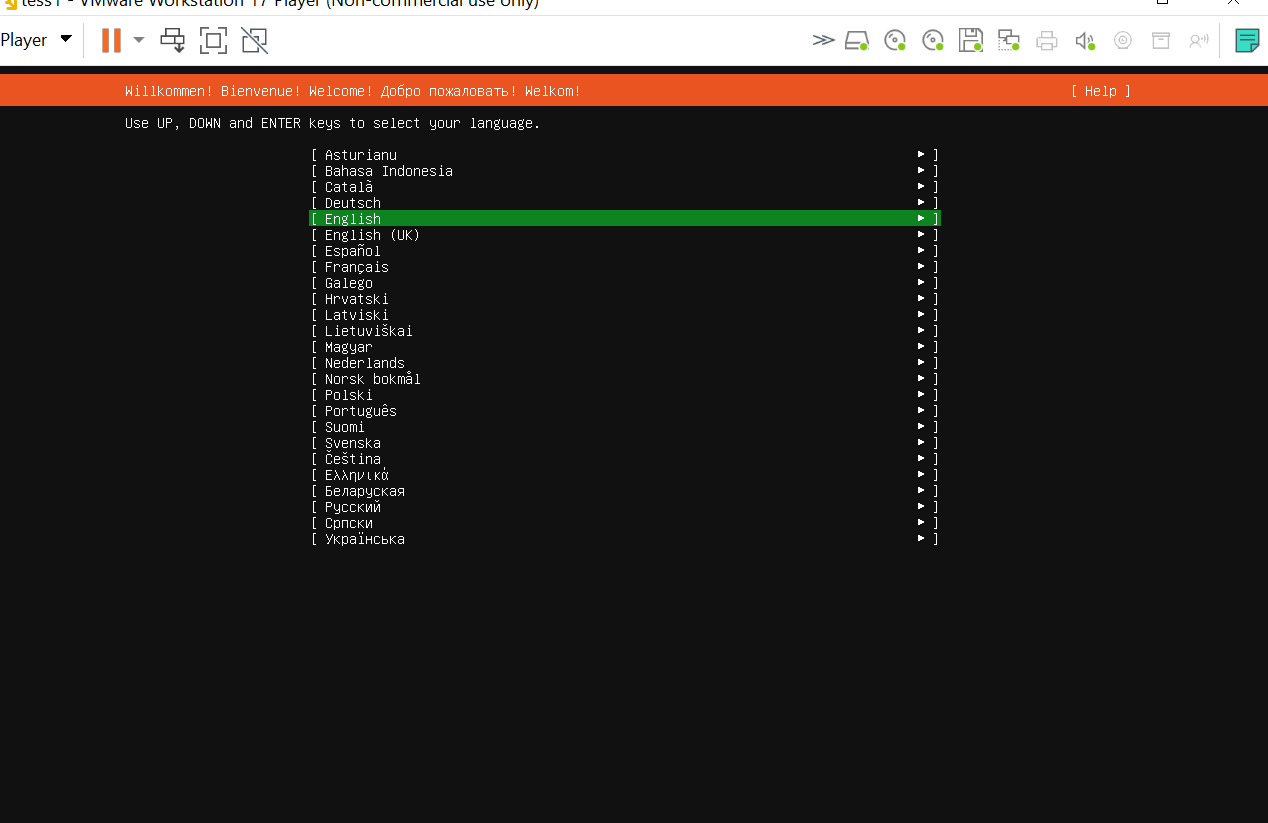 tess1 - VMware Workstation 17 Player (Non-commercial use only)
Player
Willkommen! Bienvenue! Welcome! Добро пожаловать! Welkom! [ Help ]
Use UP, DOWN and ENTER keys to select your language.
[ Asturianu ▸ ]
[ Bahasa Indonesia ▸ ]
[ Català ▸ ]
[ Deutsch ▸ ]
[ English ▸ ]
[ English (UK) ▸ ]
[ Español ▸ ]
[ Français ▸ ]
[ Galego ▸ ]
[ Hrvatski ▸ ]
[ Latviski ▸ ]
[ Lietuviškai ▸ ]
[ Magyar ▸ ]
[ Nederlands ▸ ]
[ Norsk bokmål ▸ ]
[ Polski ▸ ]
[ Português ▸ ]
[ Suomi ▸ ]
[ Svenska ▸ ]
[ Čeština ▸ ]
[ Ελληνικά ▸ ]
[ Беларуская ▸ ]
[ Русский ▸ ]
[ Српски ▸ ]
[ Українська ▸ ]